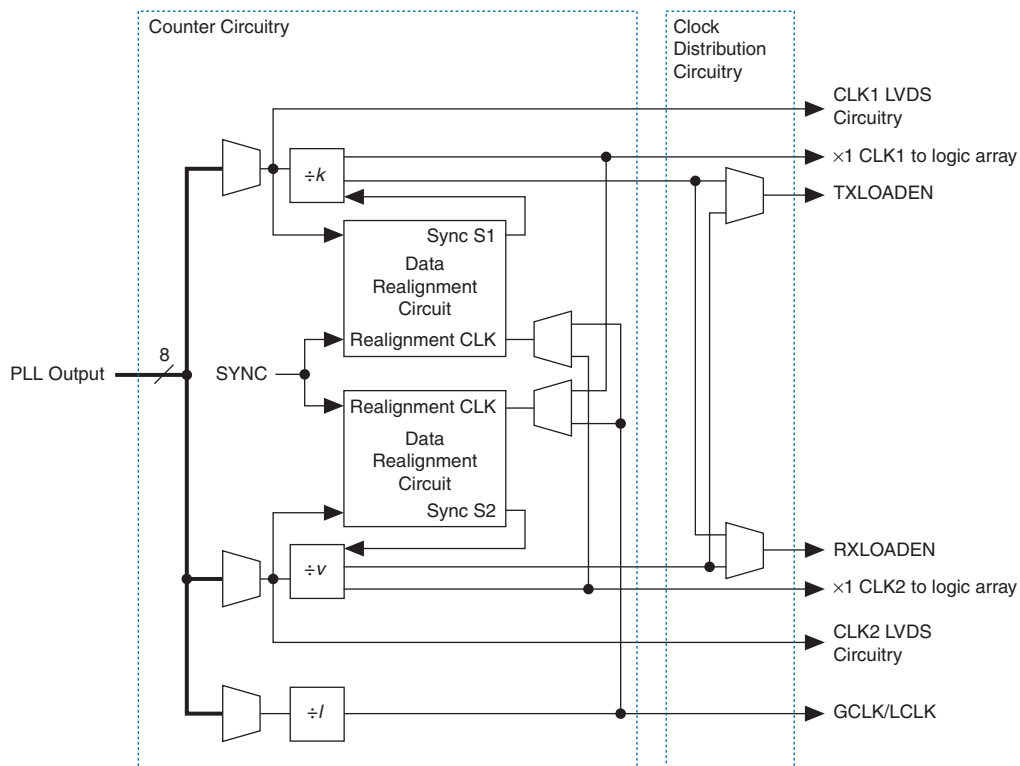 Counter Circuitry
Clock
Distribution
Circuitry
CLK1 LVDS
Circuitry
÷k
×1 CLK1 to logic array
TXLOADEN
Sync S1
Data
Realignment
Circuit
Realignment CLK
PLL Output
8
SYNC
Realignment CLK
Data
Realignment
Circuit
Sync S2
÷v
RXLOADEN
×1 CLK2 to logic array
CLK2 LVDS
Circuitry
÷l
GCLK/LCLK